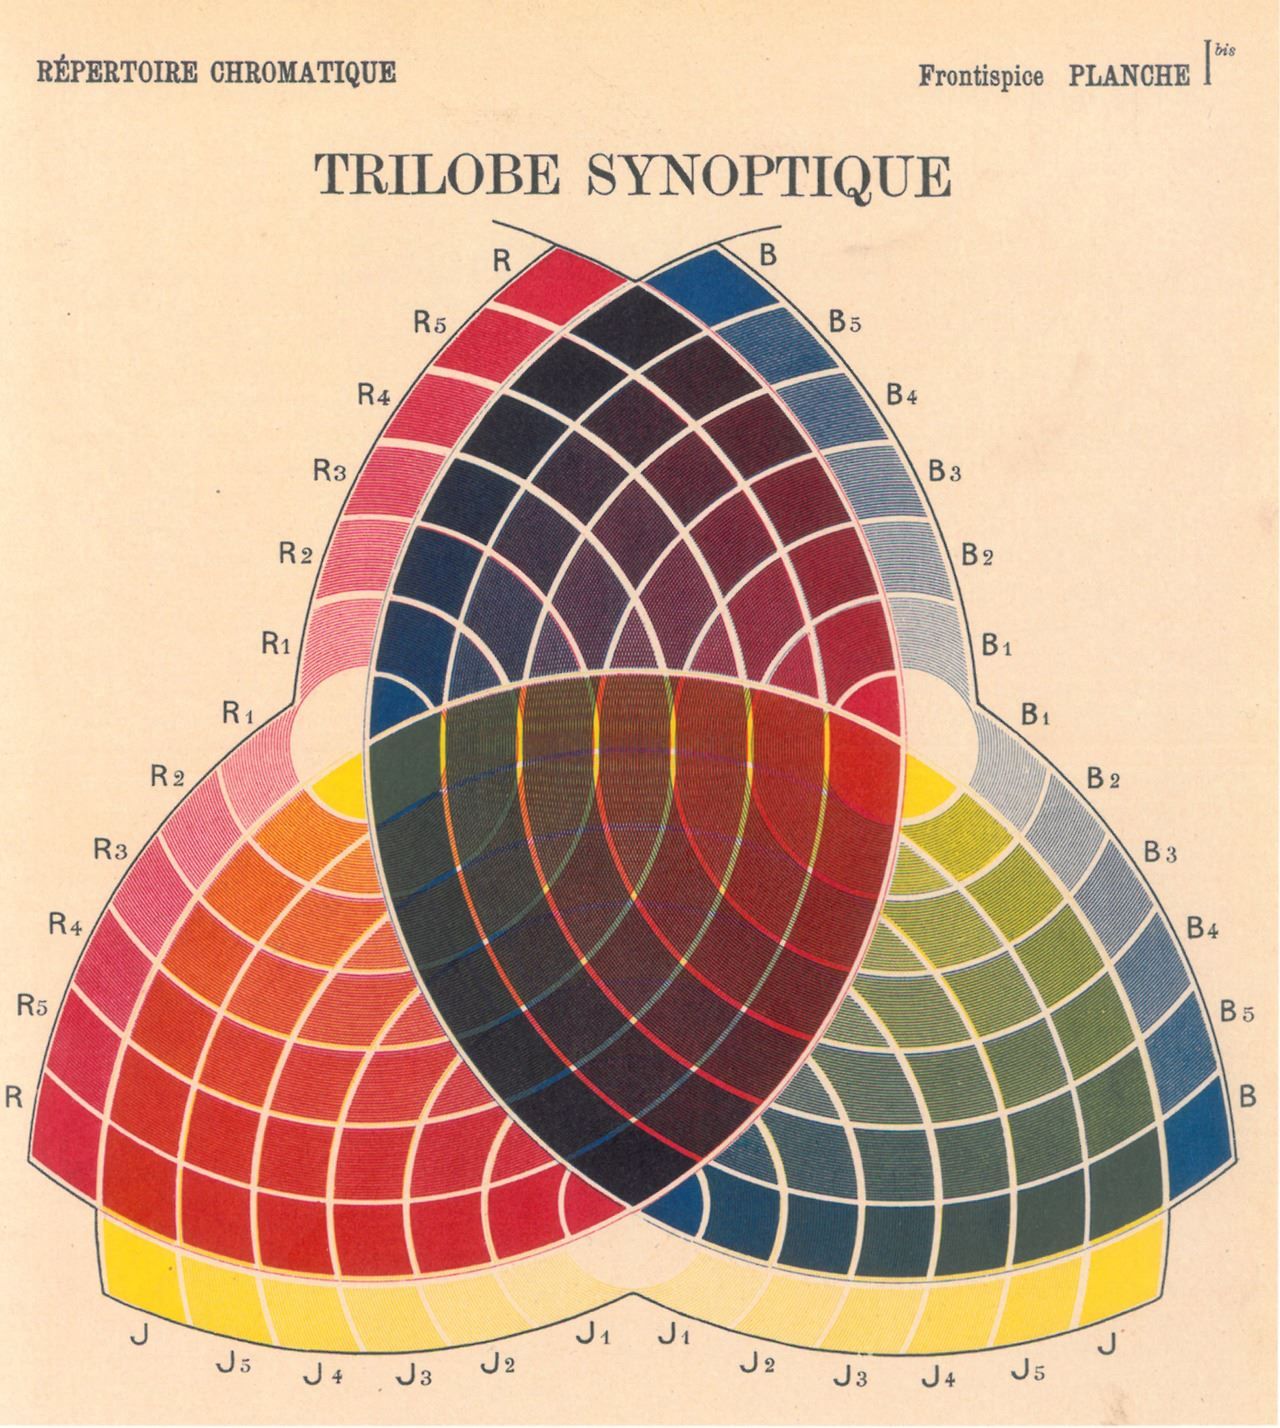 RÉPERTOIRE CHROMATIQUE
Frontispice PLANCHE I bis
TRILOBE SYNOPTIQUE
R
B
R5
B5
R4
B4
R3
B3
R2
B2
R1
B1
R1
B1
R2
B2
R3
B3
R4
B4
R5
B5
R
B
J
J5
J4
J3
J2
J1
J1
J2
J3
J4
J5
J